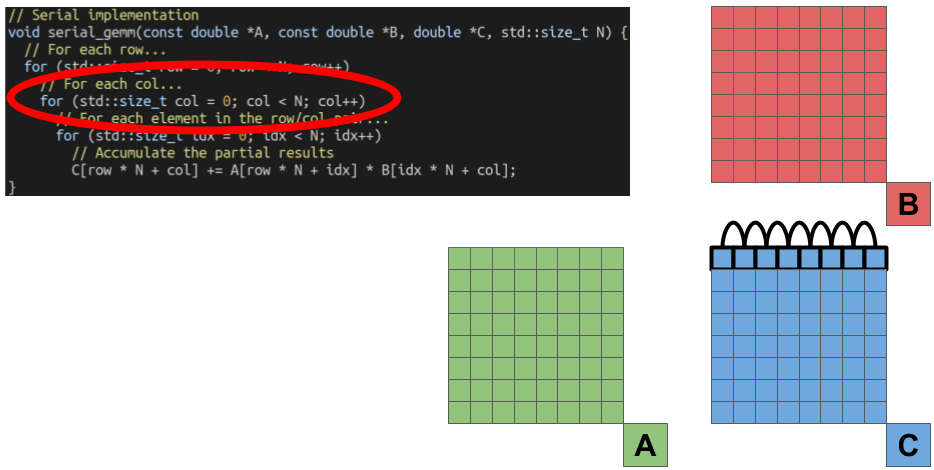 // Serial implementation
void serial_gemm(const double *A, const double *B, double *C, std::size_t N) {
// For each row...
for (std::size_t row = 0; row < N; row++)
// For each col...
for (std::size_t col = 0; col < N; col++)
// For each element in the row/col pair...
for (std::size_t idx = 0; idx < N; idx++)
// Accumulate the partial results
C[row * N + col] += A[row * N + idx] * B[idx * N + col];
}
B
A
C